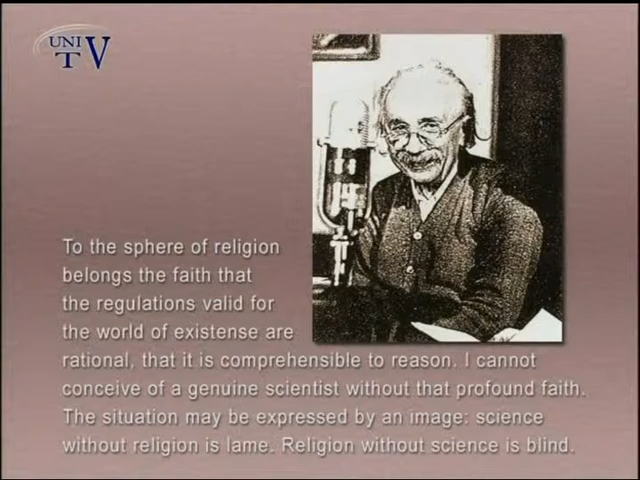 UNI
TV
To the sphere of religion
belongs the faith that
the regulations valid for
the world of existense are
rational, that it is comprehensible to reason. I cannot
conceive of a genuine scientist without that profound faith.
The situation may be expressed by an image: science
without religion is lame. Religion without science is blind.